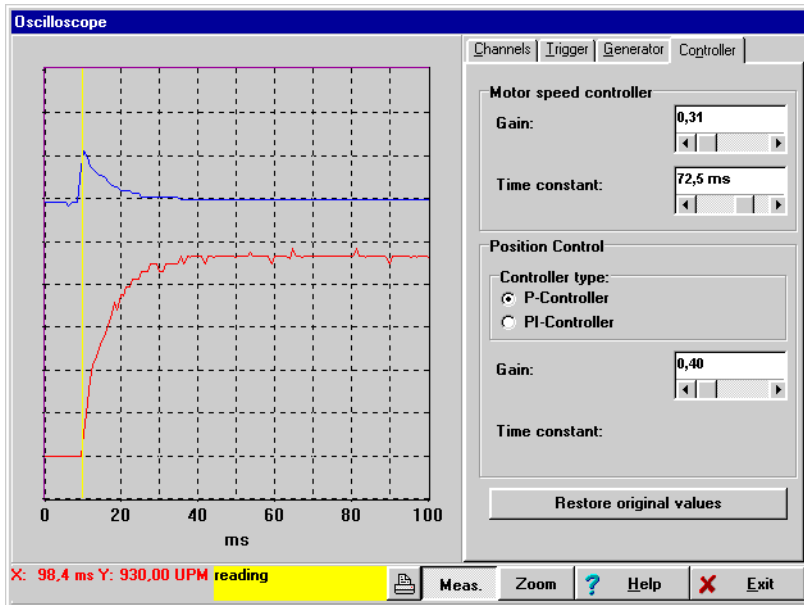 Oscilloscope
Channels Trigger Generator Controller
Motor speed controller
Gain:
0,31
Time constant:
72,5 ms
Position Control
Controller type:
P-Controller
PI-Controller
Gain:
0,40
Time constant:
Restore original values
0 20 40 60 80 100
ms
X: 98,4 ms Y: 930,00 UPM reading
Meas. Zoom ? Help X Exit